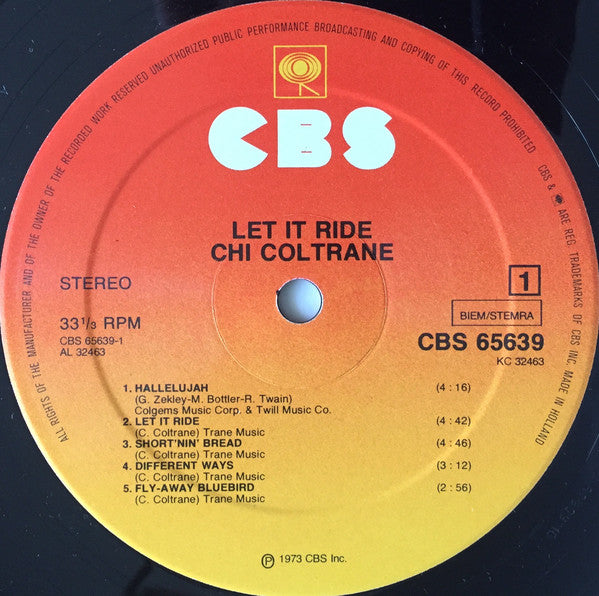 ALL RIGHTS OF THE MANUFACTURER AND OF THE OWNER OF THE RECORDED WORK RESERVED UNAUTHORIZED PUBLIC PERFORMANCE BROADCASTING AND COPYING OF THIS RECORD PROHIBITED CBS & ARE REG. TRADEMARKS OF CBS INC. MADE IN HOLLAND
CBS
LET IT RIDE
CHI COLTRANE
STEREO
1
33 1/3 RPM
BIEM/STEMRA
CBS 65639-1
CBS 65639
AL 32463
KC 32463
1. HALLELUJAH (4 : 16)
(G. Zekley-M. Bottler-R. Twain)
Colgems Music Corp. & Twill Music Co.
2. LET IT RIDE (4 : 42)
(C. Coltrane) Trane Music
3. SHORT'NIN' BREAD (4 : 46)
(C. Coltrane) Trane Music
4. DIFFERENT WAYS (3 : 12)
(C. Coltrane) Trane Music
5. FLY-AWAY BLUEBIRD (2 : 56)
(C. Coltrane) Trane Music
℗ 1973 CBS Inc.